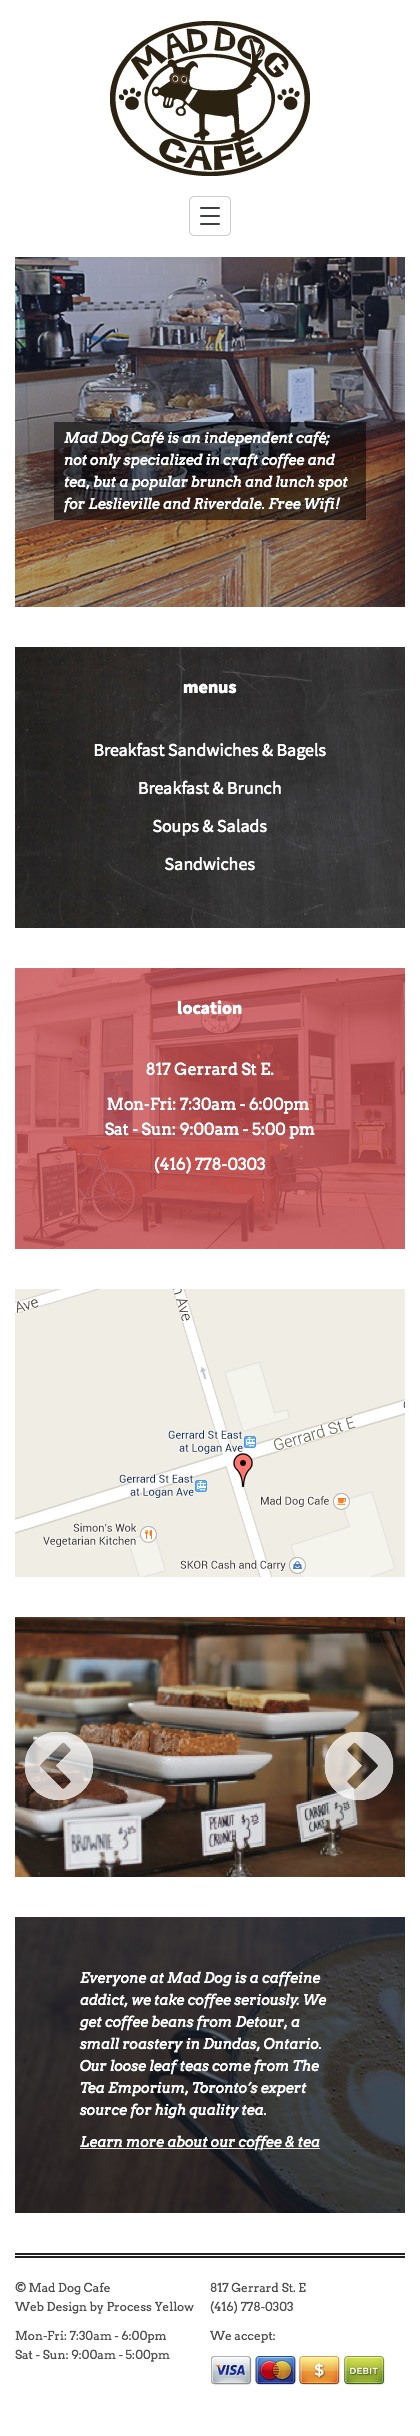 MAD DOG
CAFE
Mad Dog Café is an independent café;
not only specialized in craft coffee and
tea, but a popular brunch and lunch spot
for Leslieville and Riverdale. Free Wifi!
menus
Breakfast Sandwiches & Bagels
Breakfast & Brunch
Soups & Salads
Sandwiches
location
817 Gerrard St E.
Mon-Fri: 7:30am - 6:00pm
Sat - Sun: 9:00am - 5:00 pm
(416) 778-0303
Ave
n Ave
Gerrard St East
at Logan Ave
Gerrard St E
Gerrard St East
at Logan Ave
Mad Dog Cafe
Simon's Wok
Vegetarian Kitchen
SKOR Cash and Carry
BROWNIE $3.25
PEANUT
CRUNCH $3.25
CARROT
CAKE $3.25
Everyone at Mad Dog is a caffeine
addict, we take coffee seriously. We
get coffee beans from Detour, a
small roastery in Dundas, Ontario.
Our loose leaf teas come from The
Tea Emporium, Toronto's expert
source for high quality tea.
Learn more about our coffee & tea
© Mad Dog Cafe
Web Design by Process Yellow
Mon-Fri: 7:30am - 6:00pm
Sat - Sun: 9:00am - 5:00pm
817 Gerrard St. E
(416) 778-0303
We accept:
VISA
$
DEBIT